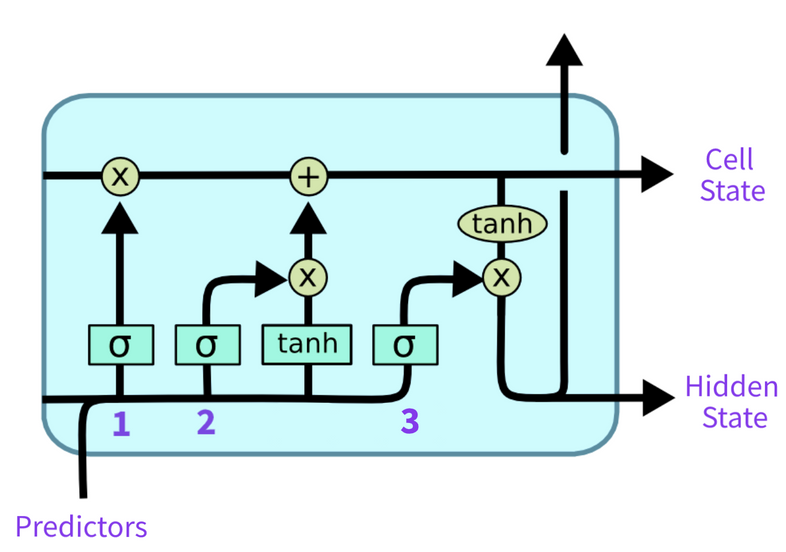 Cell
State
x
+
tanh
x
x
σ
σ
tanh
σ
1
2
3
Hidden
State
Predictors